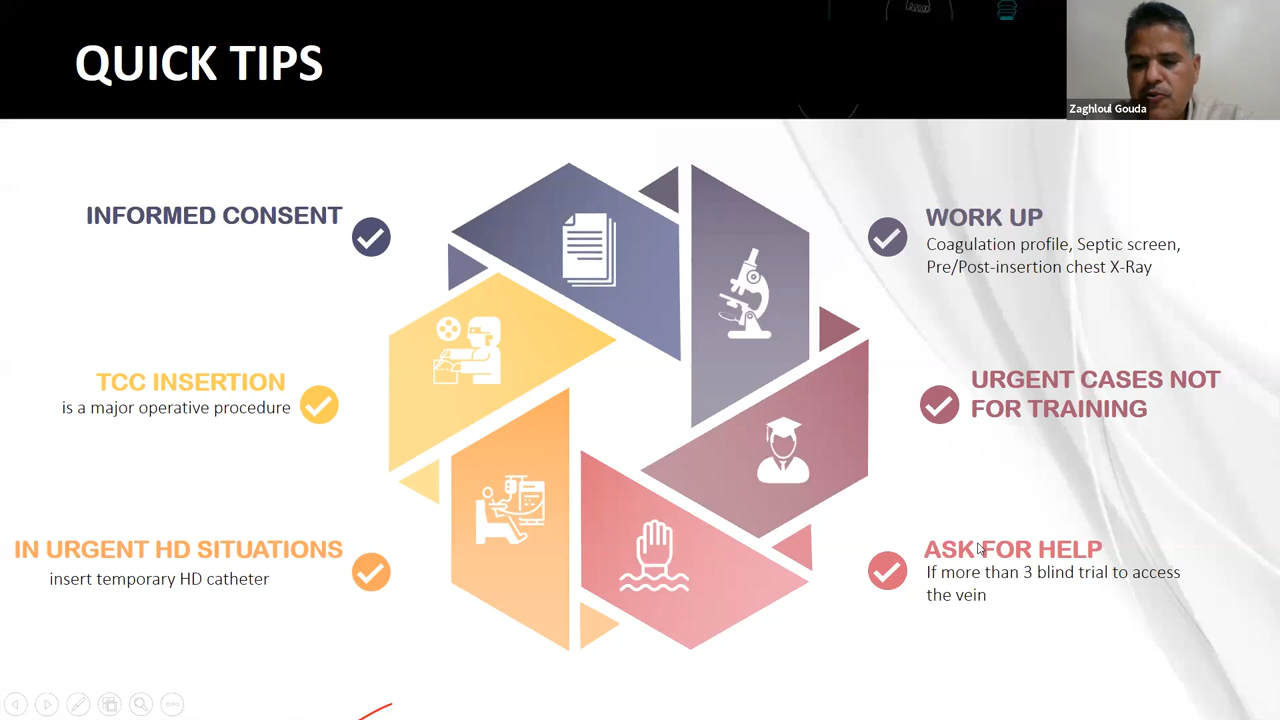 QUICK TIPS
Zaghloul Gouda
INFORMED CONSENT
WORK UP
Coagulation profile, Septic screen,
Pre/Post-insertion chest X-Ray
TCC INSERTION
is a major operative procedure
URGENT CASES NOT
FOR TRAINING
IN URGENT HD SITUATIONS
insert temporary HD catheter
ASK FOR HELP
If more than 3 blind trial to access
the vein